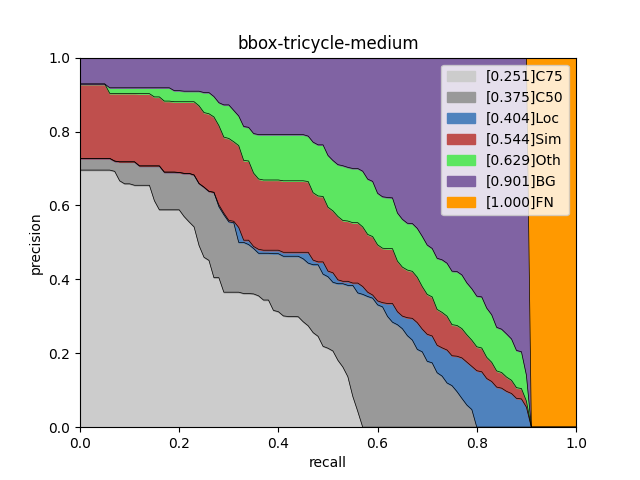 bbox-tricycle-medium
[0.251]C75
[0.375]C50
[0.404]Loc
[0.544]Sim
[0.629]Oth
[0.901]BG
[1.000]FN
precision
1.0
0.8
0.6
0.4
0.2
0.0
0.0 0.2 0.4 0.6 0.8 1.0
recall